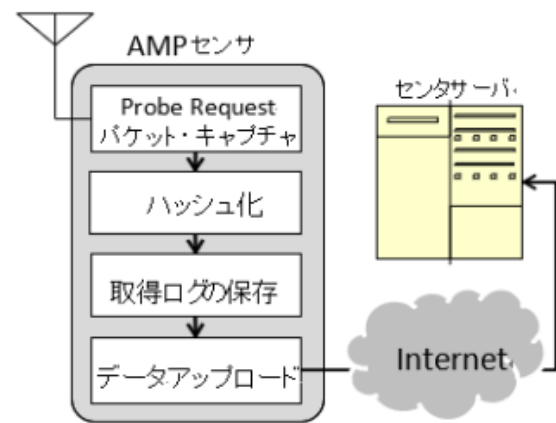 AMPセンサ
Probe Request
パケット・キャプチャ
ハッシュ化
取得ログの保存
データアップロード
センタサーバ
Internet